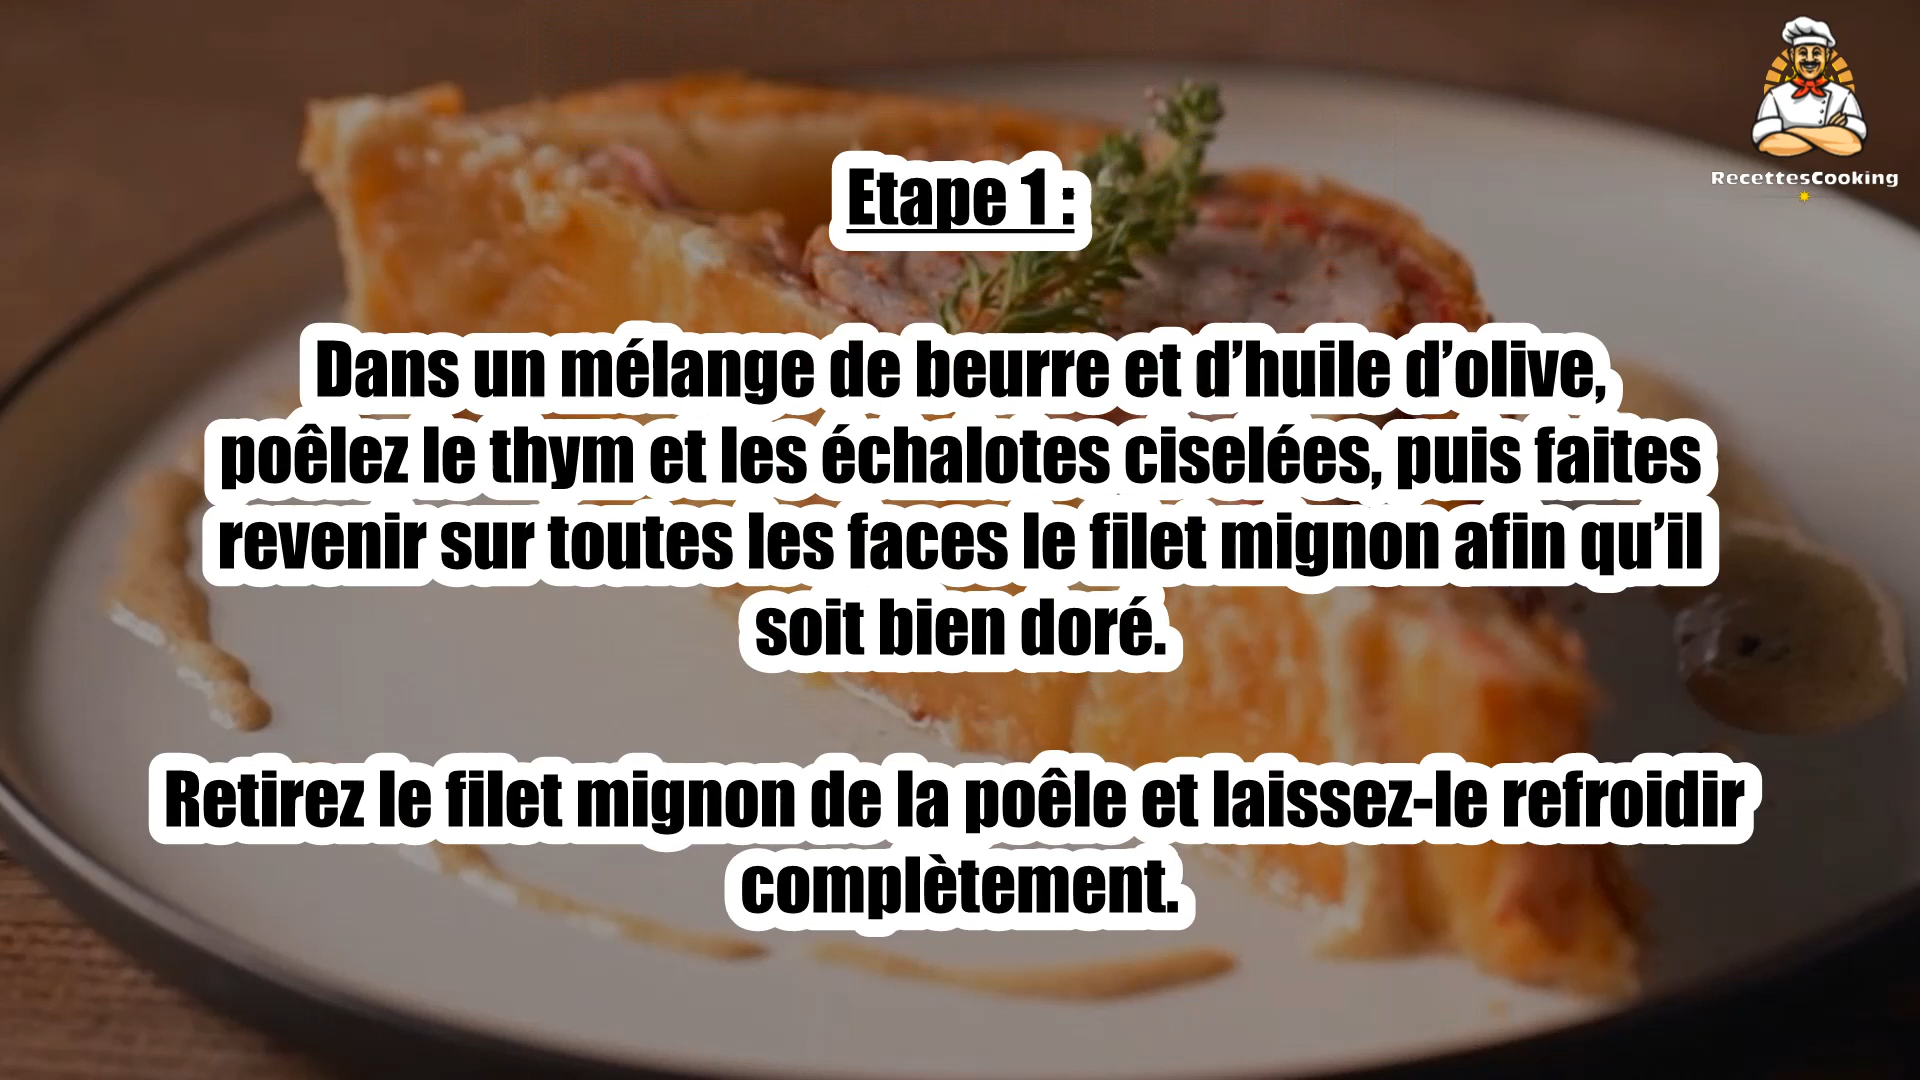 RecettesCooking
Etape 1 :
Dans un mélange de beurre et d’huile d’olive,
poêlez le thym et les échalotes ciselées, puis faites
revenir sur toutes les faces le filet mignon afin qu’il
soit bien doré.
Retirez le filet mignon de la poêle et laissez-le refroidir
complètement.